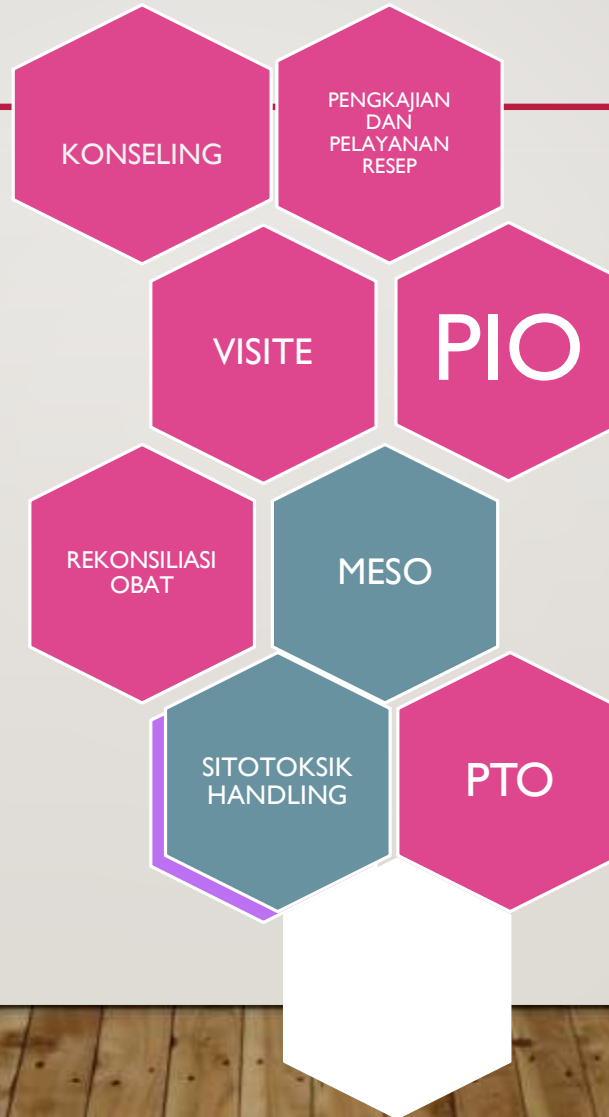 KONSELING
PENGKAJIAN
DAN
PELAYANAN
RESEP
VISITE
PIO
REKONSILIASI
OBAT
MESO
SITOTOKSIK
HANDLING
PTO